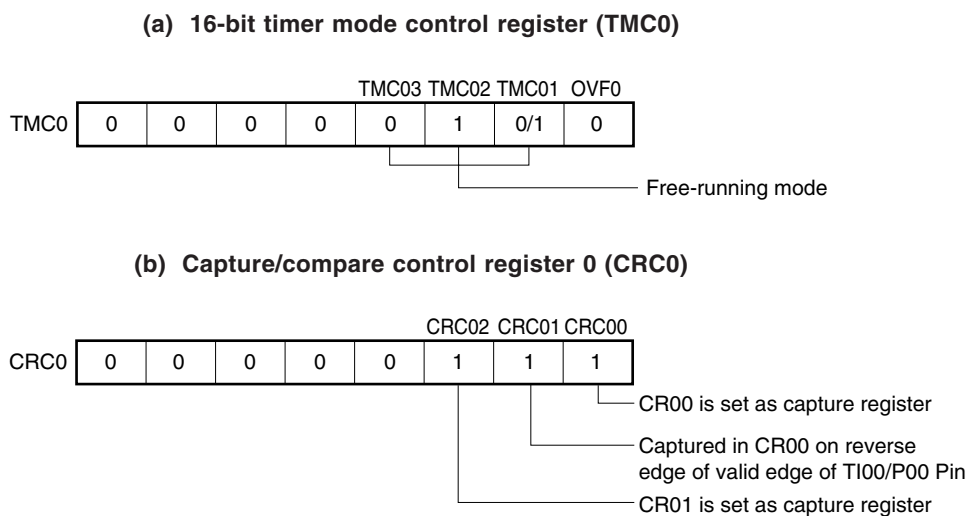 (a) 16-bit timer mode control register (TMC0)
TMC03 TMC02 TMC01 OVF0
TMC0 0 0 0 0 0 1 0/1 0
Free-running mode
(b) Capture/compare control register 0 (CRC0)
CRC02 CRC01 CRC00
CRC0 0 0 0 0 0 1 1 1
CR00 is set as capture register
Captured in CR00 on reverse
edge of valid edge of TI00/P00 Pin
CR01 is set as capture register